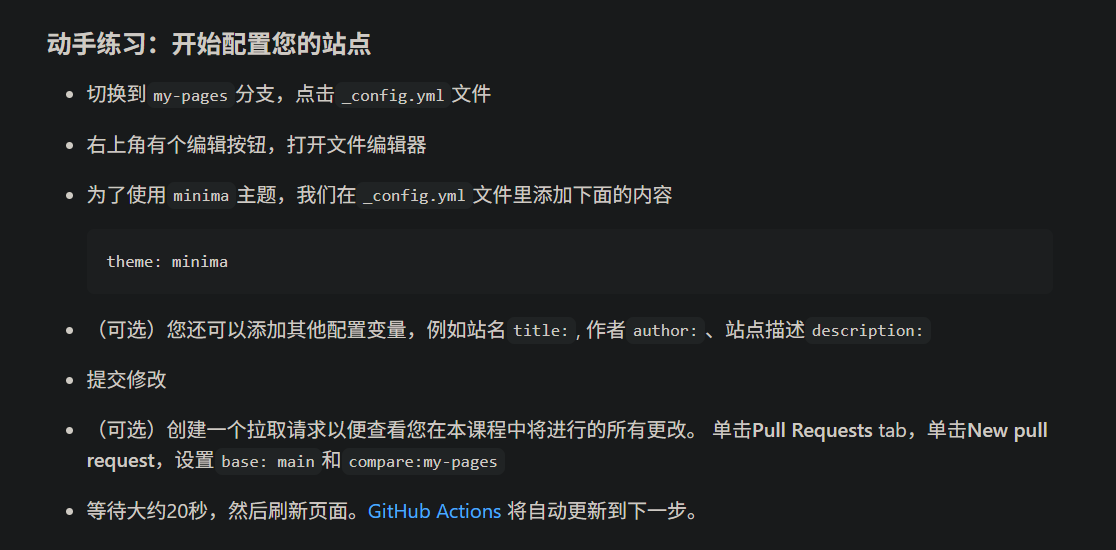 动手练习：开始配置您的站点
切换到 my-pages 分支，点击 _config.yml 文件
右上角有个编辑按钮，打开文件编辑器
为了使用 minima 主题，我们在 _config.yml 文件里添加下面的内容
theme: minima
（可选）您还可以添加其他配置变量，例如站名 title: , 作者 author: 、站点描述 description:
提交修改
（可选）创建一个拉取请求以便查看您在本课程中将进行的所有更改。 单击Pull Requests tab，单击New pull
request，设置 base: main 和 compare:my-pages
等待大约20秒，然后刷新页面。GitHub Actions 将自动更新到下一步。